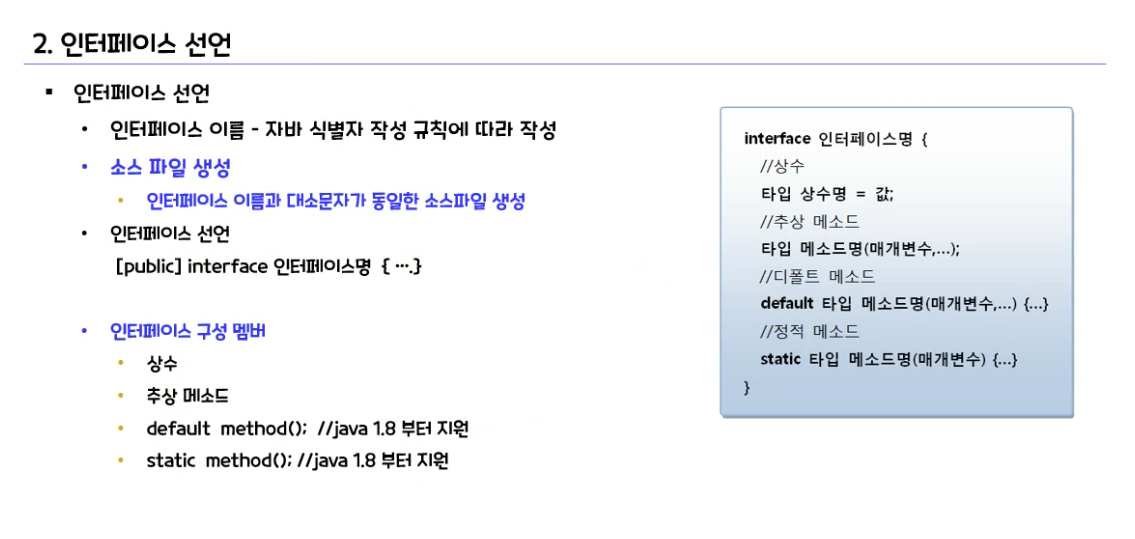 2. 인터페이스 선언
▪ 인터페이스 선언
• 인터페이스 이름 - 자바 식별자 작성 규칙에 따라 작성
• 소스 파일 생성
• 인터페이스 이름과 대소문자가 동일한 소스파일 생성
• 인터페이스 선언
[public] interface 인터페이스명 { ….}
• 인터페이스 구성 멤버
• 상수
• 추상 메소드
• default method(); //java 1.8 부터 지원
• static method(); //java 1.8 부터 지원
interface 인터페이스명 {
//상수
타입 상수명 = 값;
//추상 메소드
타입 메소드명(매개변수,...);
//디폴트 메소드
default 타입 메소드명(매개변수,...) {...}
//정적 메소드
static 타입 메소드명(매개변수) {...}
}